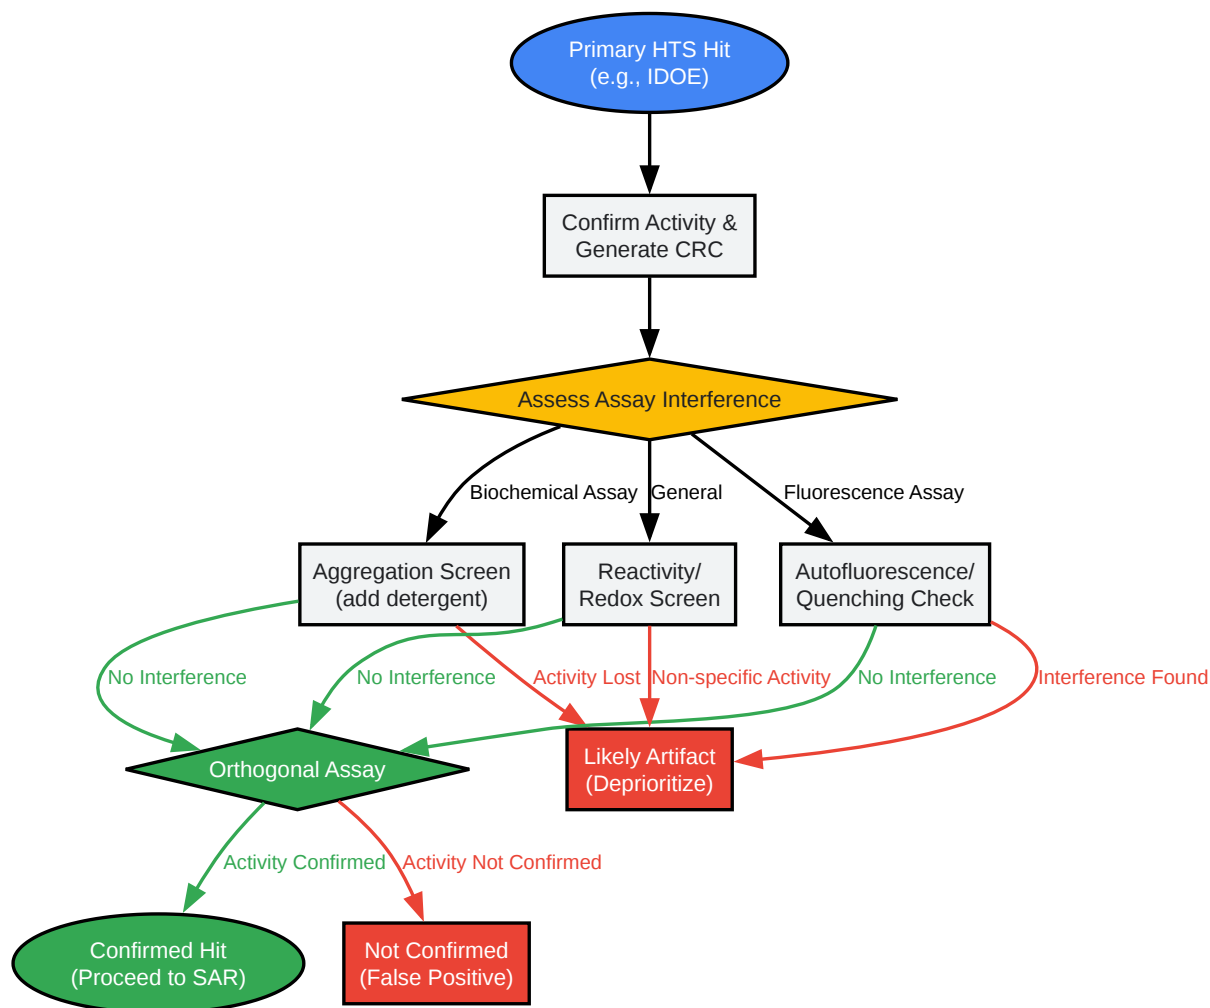 Primary HTS Hit
(e.g., IDOE)
Confirm Activity &
Generate CRC
Assess Assay Interference
Biochemical Assay
General
Fluorescence Assay
Aggregation Screen
(add detergent)
Reactivity/
Redox Screen
Autofluorescence/
Quenching Check
No Interference
No Interference
Activity Lost
Non-specific Activity
No Interference
Interference Found
Orthogonal Assay
Likely Artifact
(Deprioritize)
Activity Confirmed
Activity Not Confirmed
Confirmed Hit
(Proceed to SAR)
Not Confirmed
(False Positive)